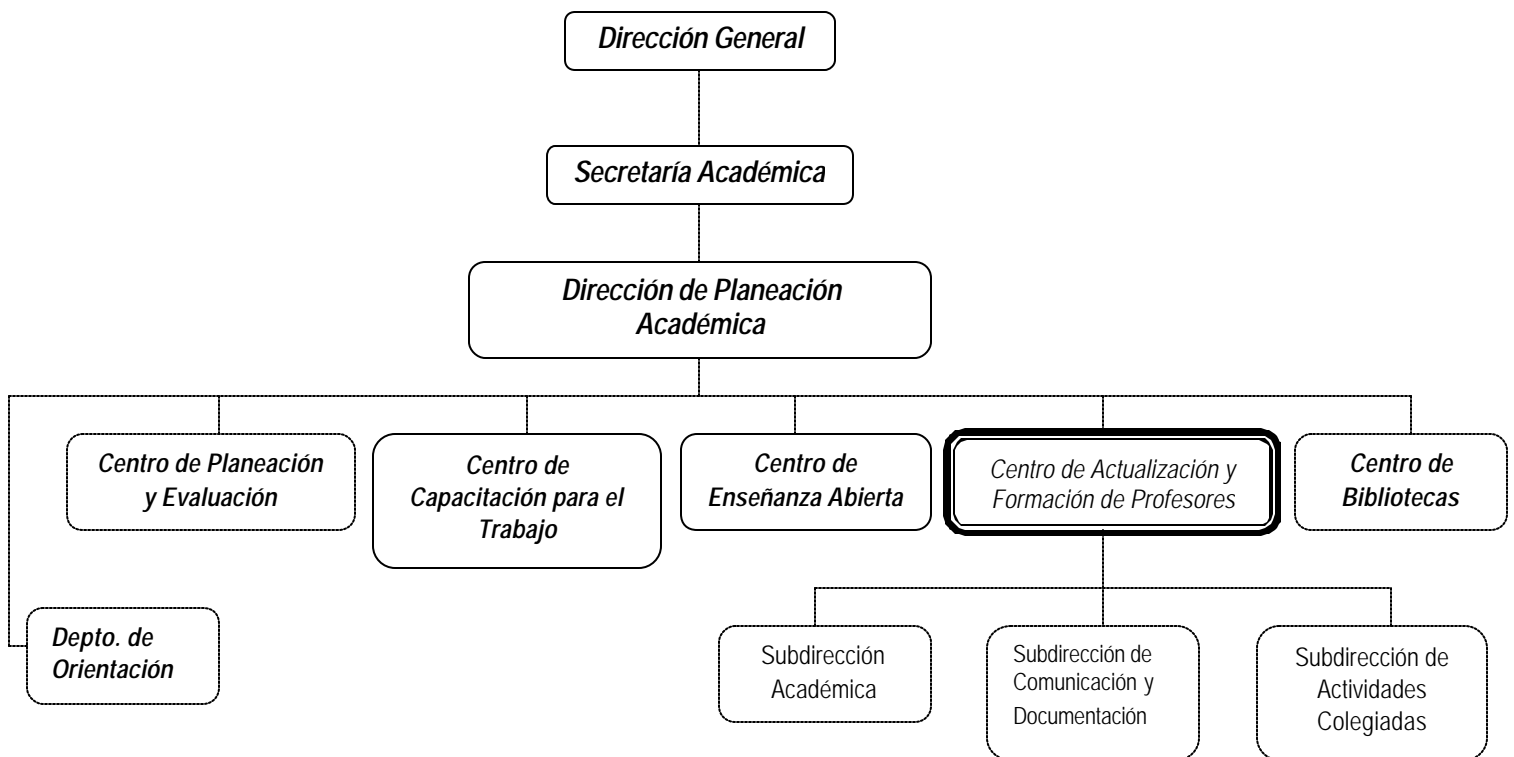 Dirección General
Secretaría Académica
Dirección de Planeación
Académica
Centro de Planeación
y Evaluación
Centro de
Capacitación para el
Trabajo
Centro de
Enseñanza Abierta
Centro de Actualización y
Formación de Profesores
Centro de
Bibliotecas
Depto. de
Orientación
Subdirección
Académica
Subdirección de
Comunicación y
Documentación
Subdirección de
Actividades
Colegiadas